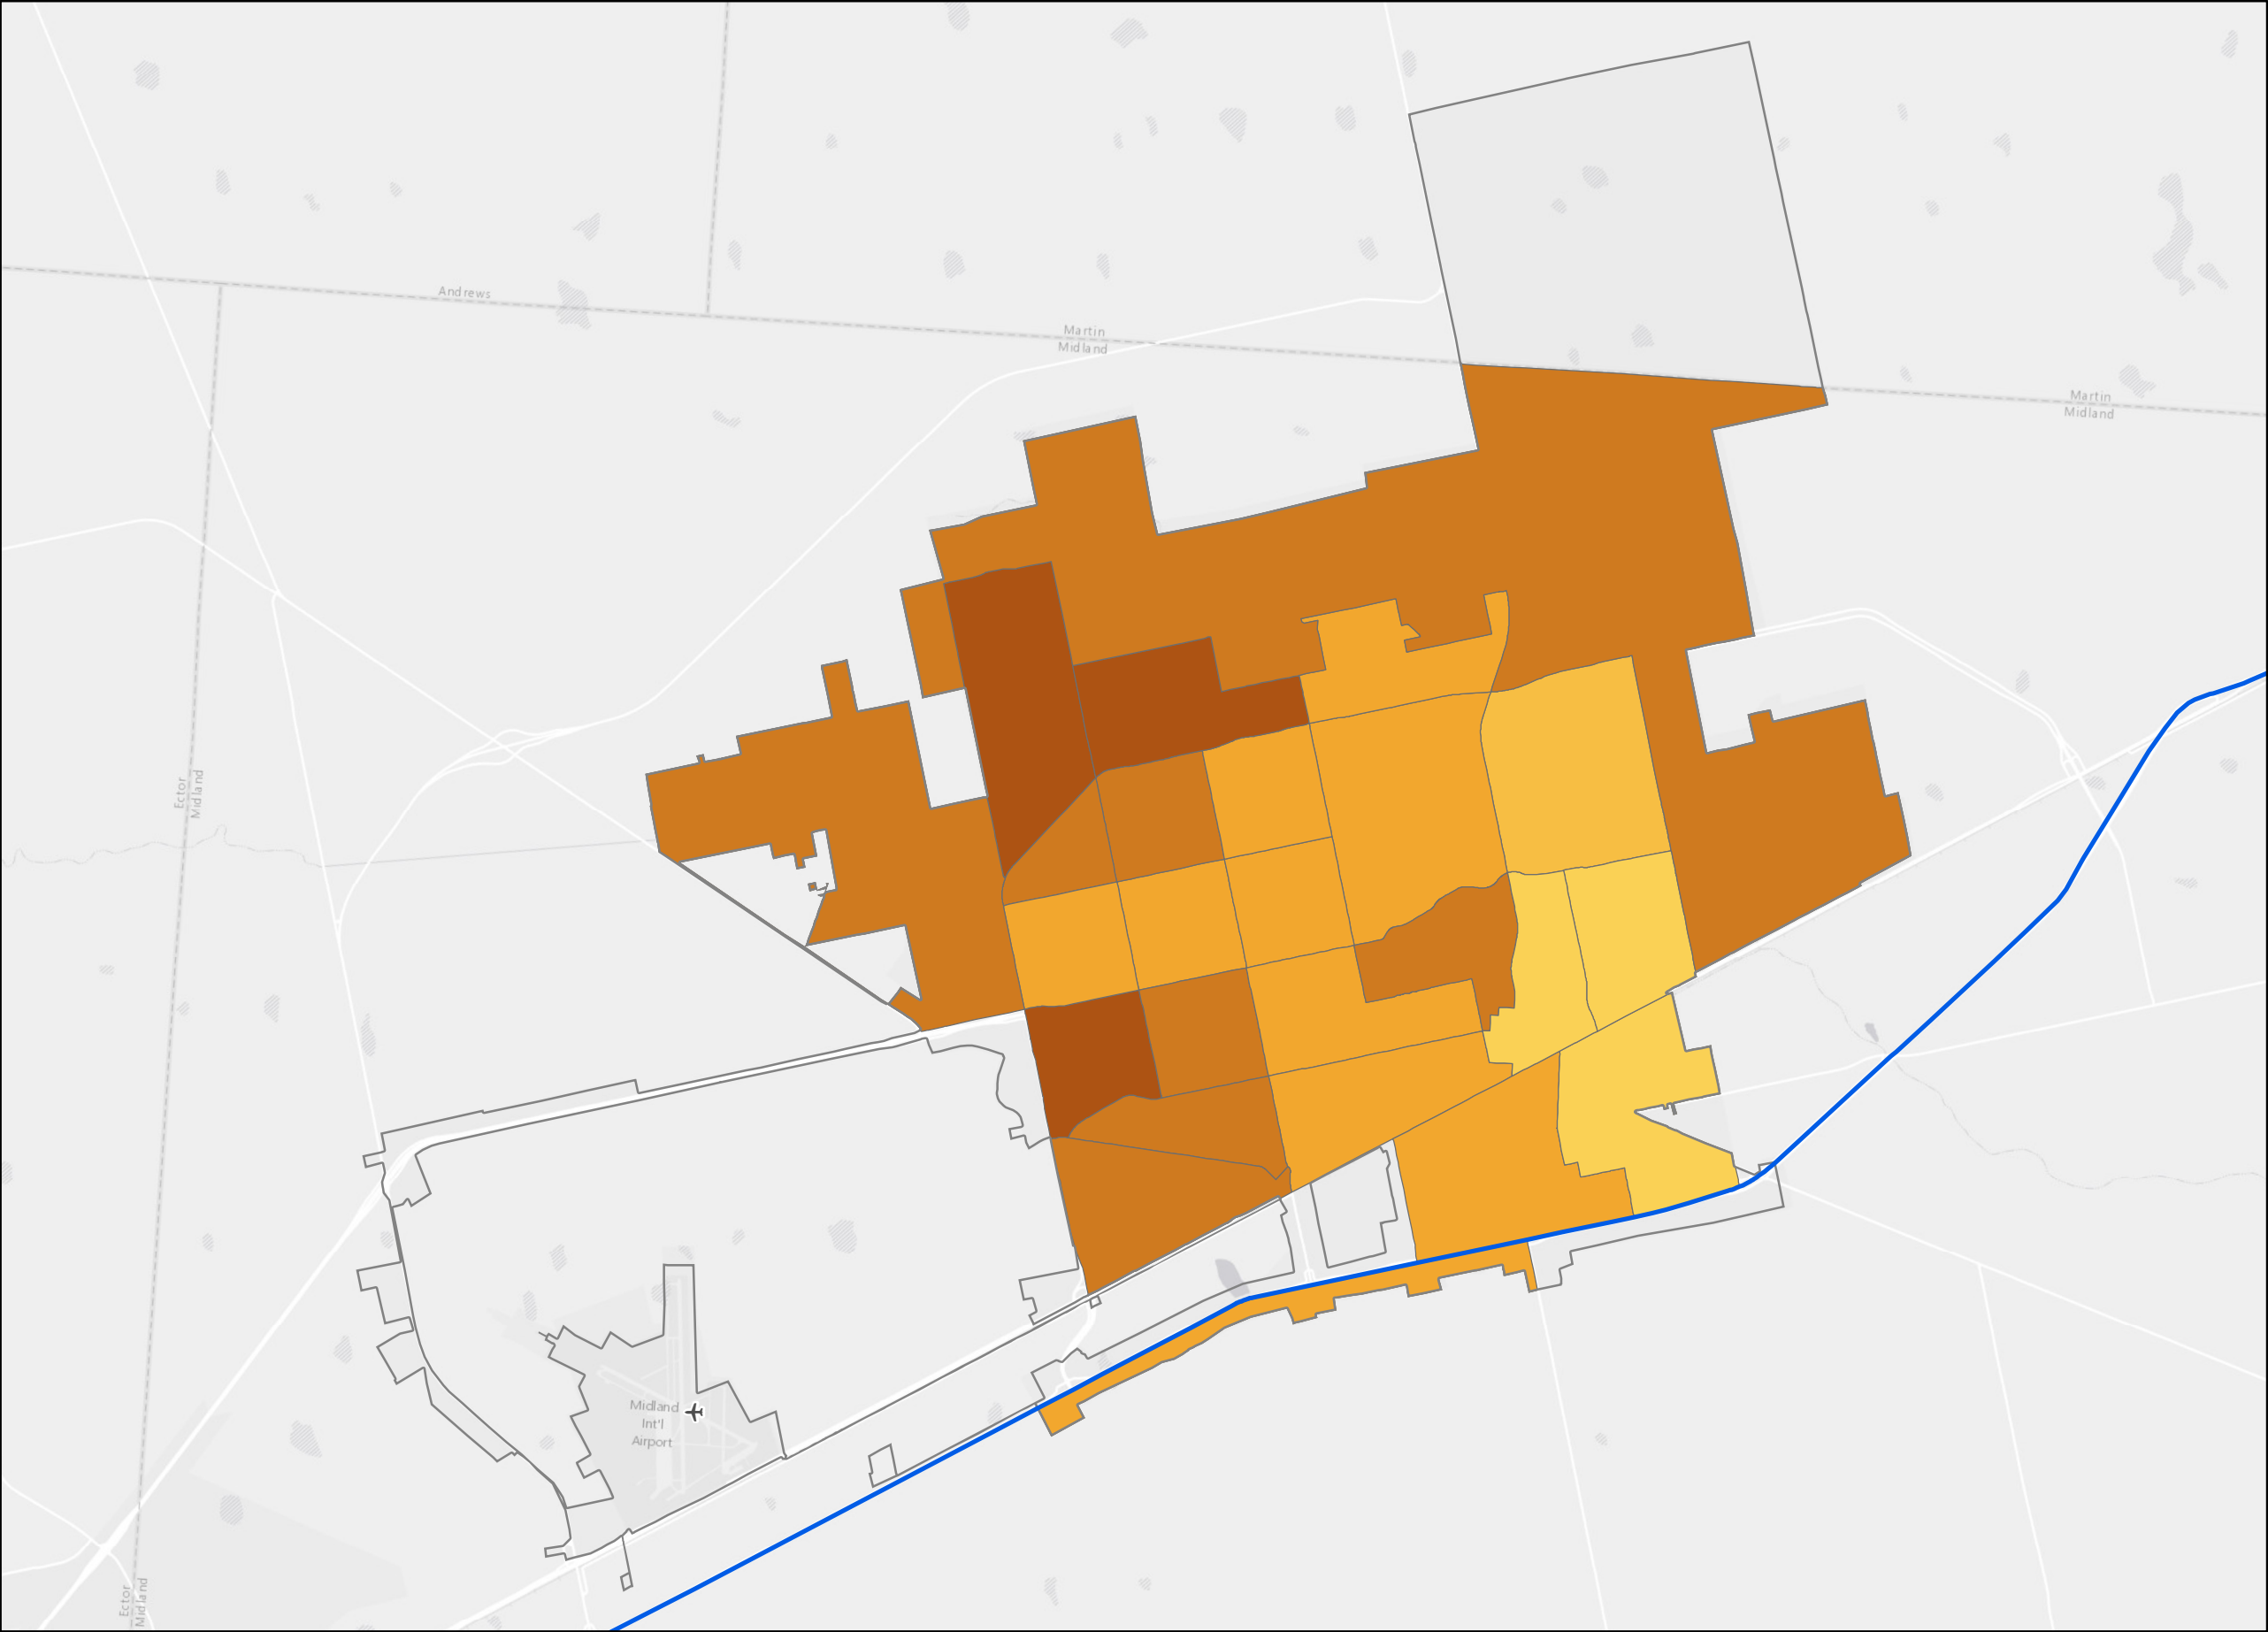 Andrews
Martin
Midland
Martin
Midland
Ector
Midland
Midland
Int'l
Airport
Ector
Midland